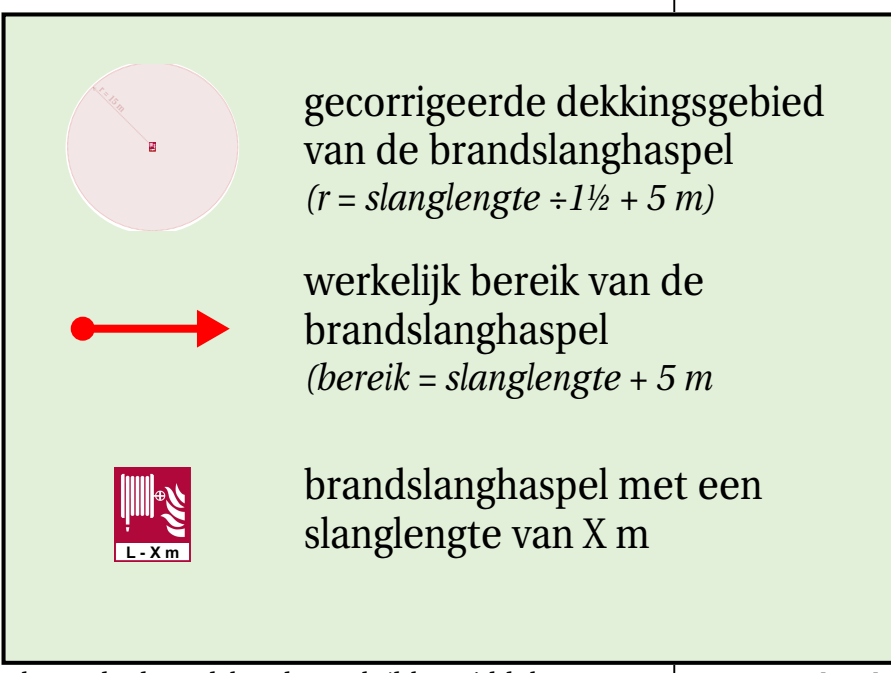 r = 15 m
gecorrigeerde dekkingsgebied
van de brandslanghaspel
(r = slanglengte ÷1½ + 5 m)
werkelijk bereik van de
brandslanghaspel
(bereik = slanglengte + 5 m
L - X m
brandslanghaspel met een
slanglengte van X m